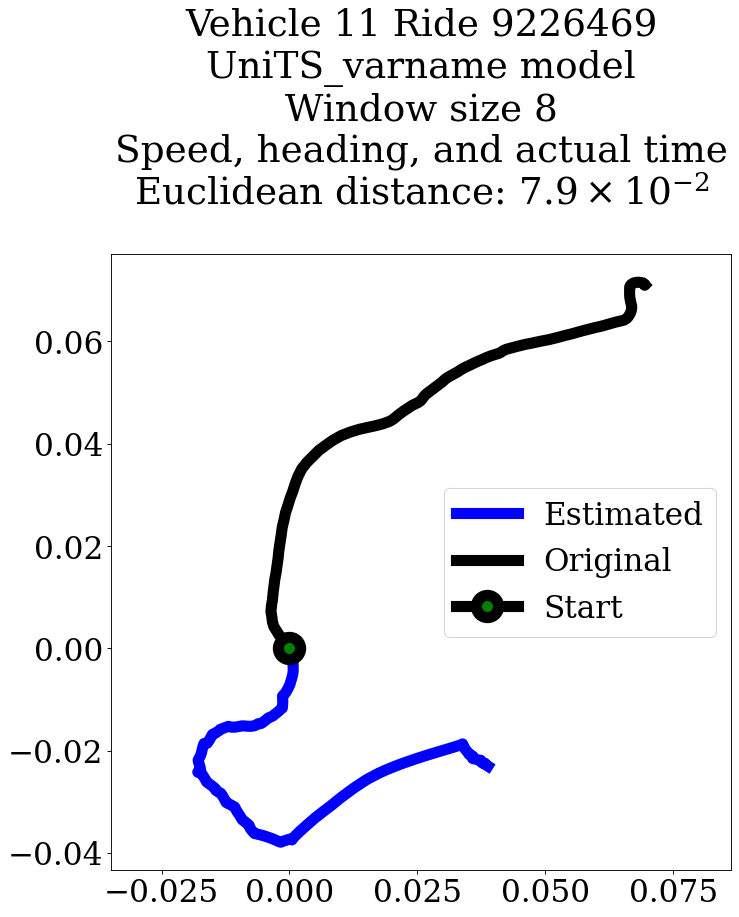 Vehicle 11 Ride 9226469
UniTS_varname model
Window size 8
Speed, heading, and actual time
Euclidean distance: 7.9 × 10⁻²
0.06
0.04
0.02
0.00
−0.02
−0.04
Estimated
Original
Start
−0.025 0.000 0.025 0.050 0.075